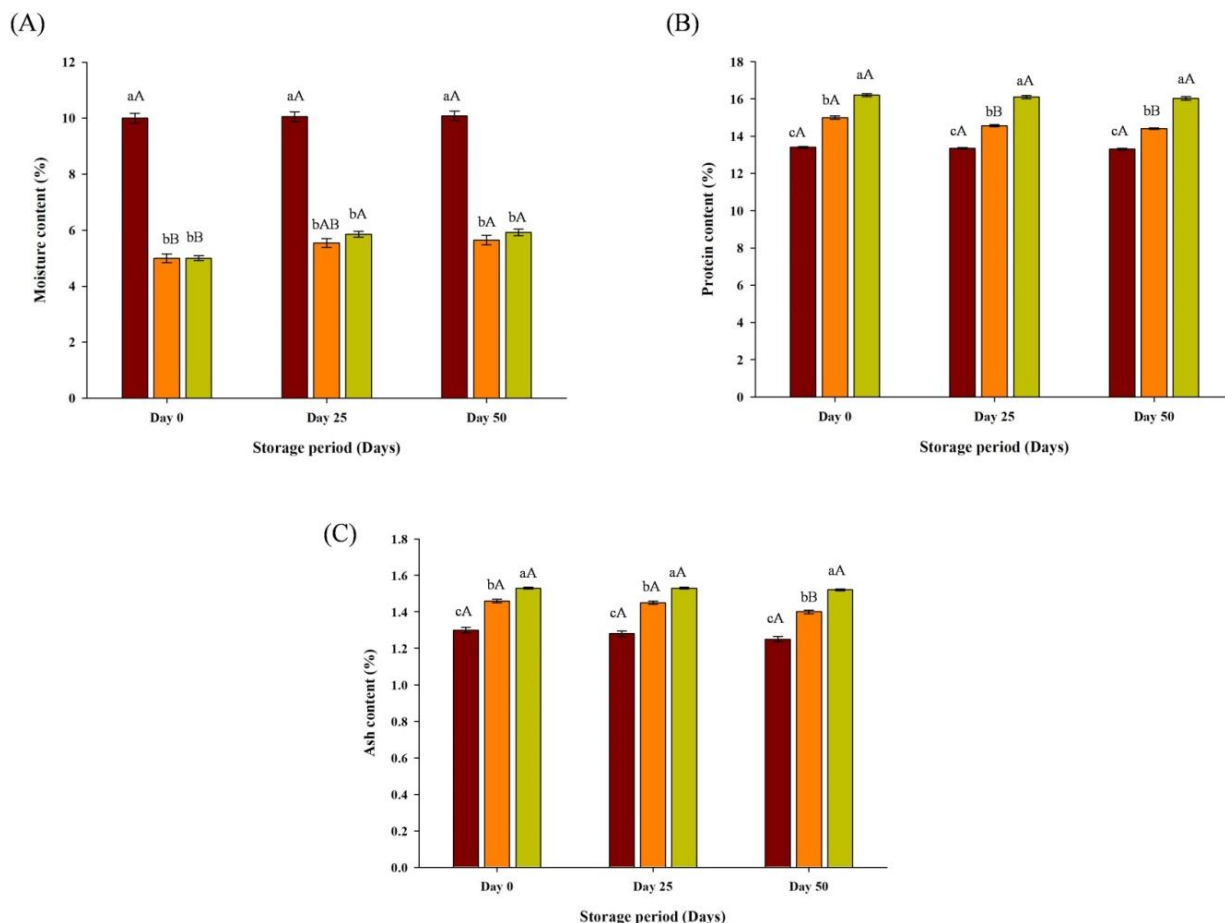 (A)
12
10
8
6
4
2
0
Moisture content (%)
aA
bB
bB
aA
bAB
bA
aA
bA
bA
Day 0
Day 25
Day 50
Storage period (Days)
(B)
18
16
14
12
10
8
6
4
2
0
Protein content (%)
cA
bA
aA
cA
bB
aA
cA
bB
aA
Day 0
Day 25
Day 50
Storage period (Days)
(C)
1.8
1.6
1.4
1.2
1.0
0.8
0.6
0.4
0.2
0.0
Ash content (%)
cA
bA
aA
cA
bA
aA
cA
bB
aA
Day 0
Day 25
Day 50
Storage period (Days)